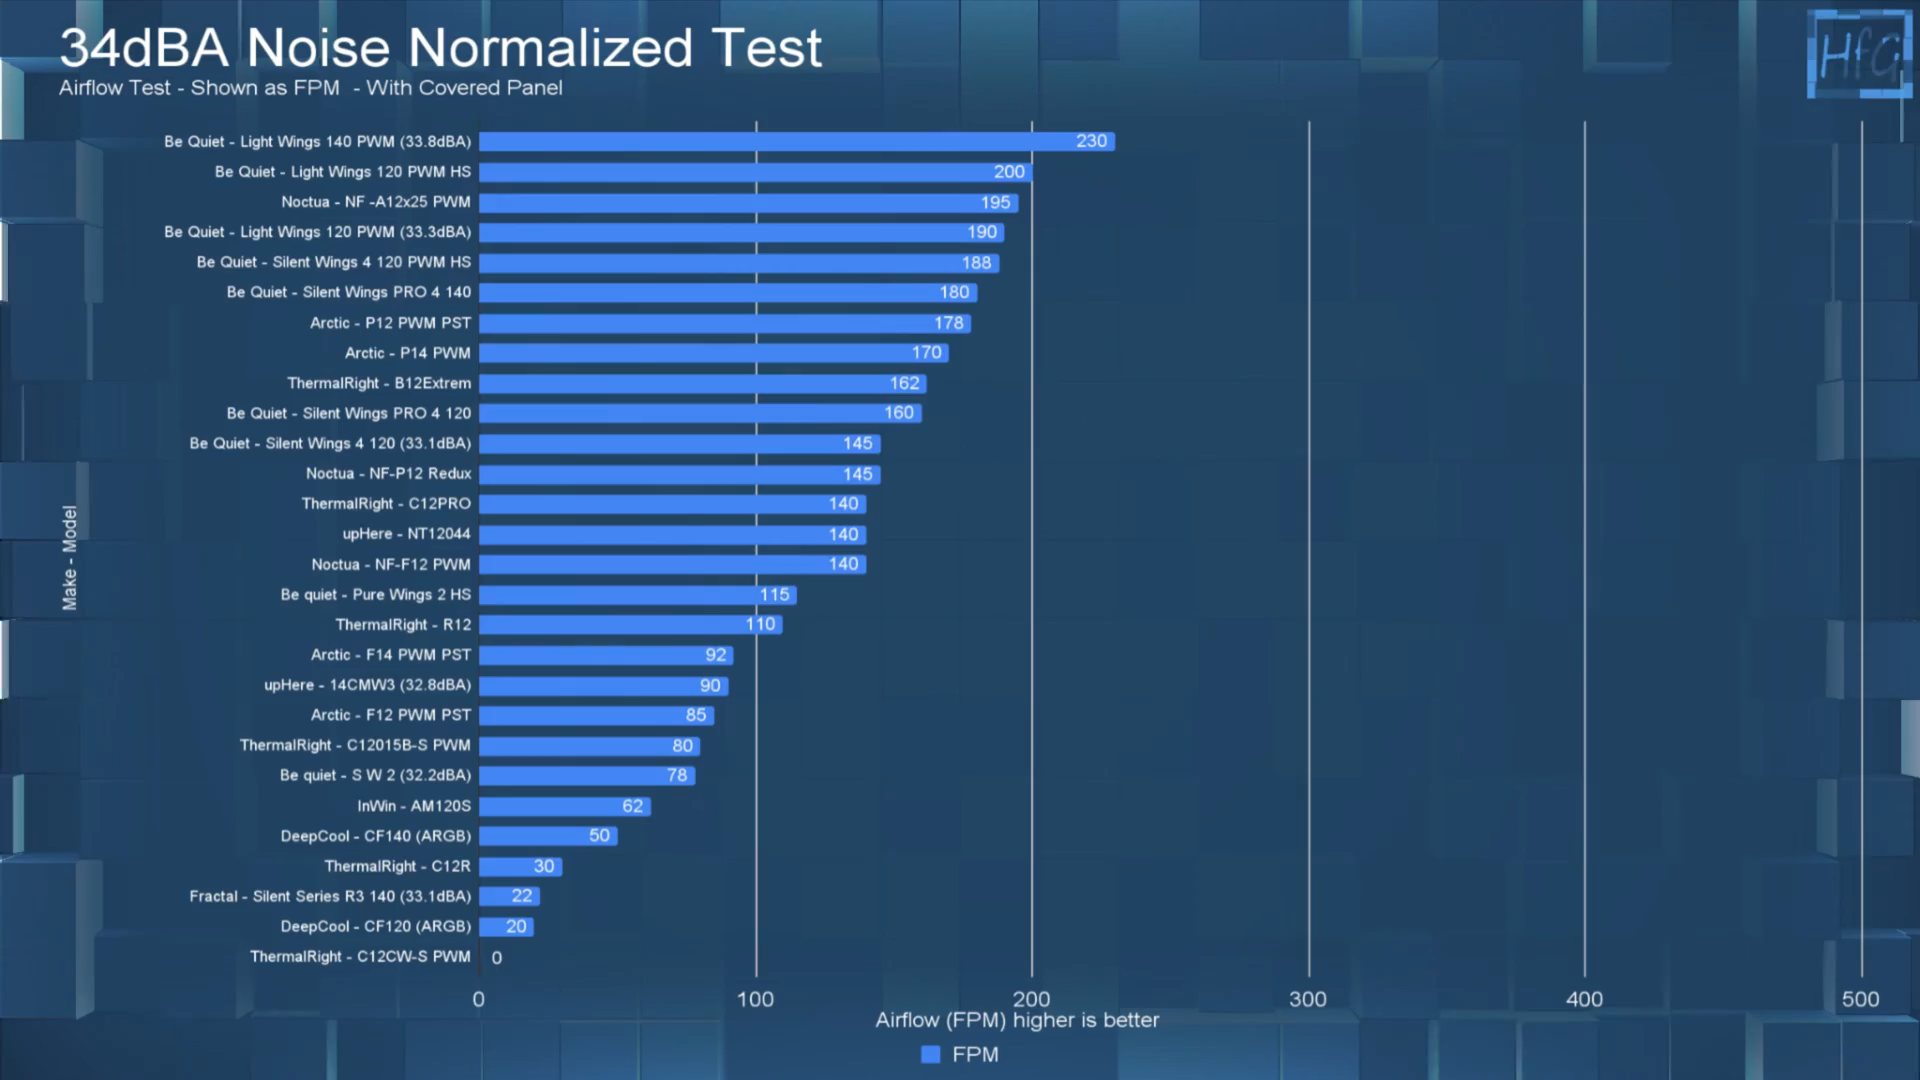 34dBA Noise Normalized Test
Airflow Test - Shown as FPM - With Covered Panel
HfG
Make - Model
Be Quiet - Light Wings 140 PWM (33.8dBA) 230
Be Quiet - Light Wings 120 PWM HS 200
Noctua - NF -A12x25 PWM 195
Be Quiet - Light Wings 120 PWM (33.3dBA) 190
Be Quiet - Silent Wings 4 120 PWM HS 188
Be Quiet - Silent Wings PRO 4 140 180
Arctic - P12 PWM PST 178
Arctic - P14 PWM 170
ThermalRight - B12Extrem 162
Be Quiet - Silent Wings PRO 4 120 160
Be Quiet - Silent Wings 4 120 (33.1dBA) 145
Noctua - NF-P12 Redux 145
ThermalRight - C12PRO 140
upHere - NT12044 140
Noctua - NF-F12 PWM 140
Be quiet - Pure Wings 2 HS 115
ThermalRight - R12 110
Arctic - F14 PWM PST 92
upHere - 14CMW3 (32.8dBA) 90
Arctic - F12 PWM PST 85
ThermalRight - C12015B-S PWM 80
Be quiet - S W 2 (32.2dBA) 78
InWin - AM120S 62
DeepCool - CF140 (ARGB) 50
ThermalRight - C12R 30
Fractal - Silent Series R3 140 (33.1dBA) 22
DeepCool - CF120 (ARGB) 20
ThermalRight - C12CW-S PWM 0
0 100 200 300 400 500
Airflow (FPM) higher is better
FPM